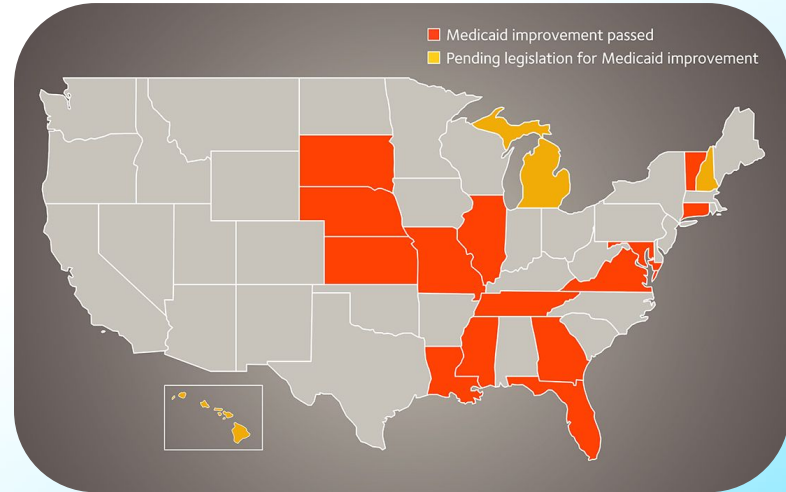 Medicaid improvement passed
Pending legislation for Medicaid improvement